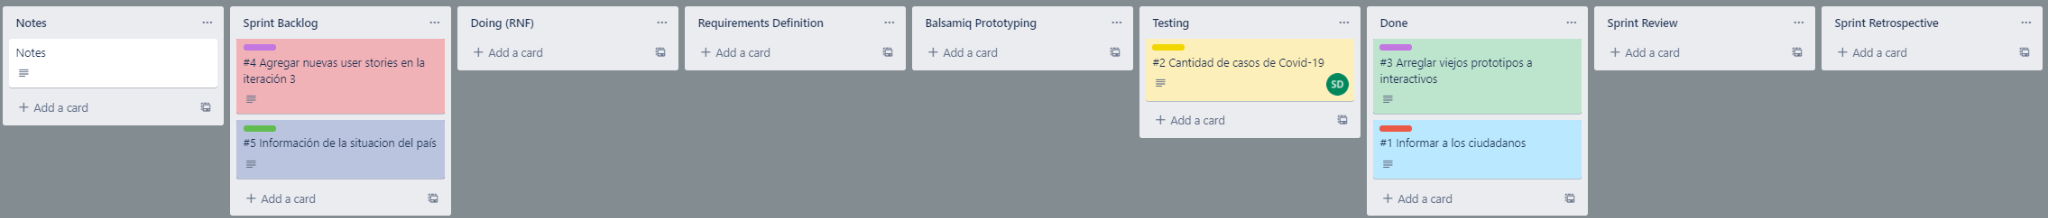 Notes
Notes
Add a card
Sprint Backlog
#4 Agregar nuevas user stories en la
iteración 3
#5 Información de la situacion del país
Add a card
Doing (RNF)
Add a card
Requirements Definition
Add a card
Balsamiq Prototyping
Add a card
Testing
#2 Cantidad de casos de Covid-19
SD
Add a card
Done
#3 Arreglar viejos prototipos a
interactivos
#1 Informar a los ciudadanos
Add a card
Sprint Review
Add a card
Sprint Retrospective
Add a card